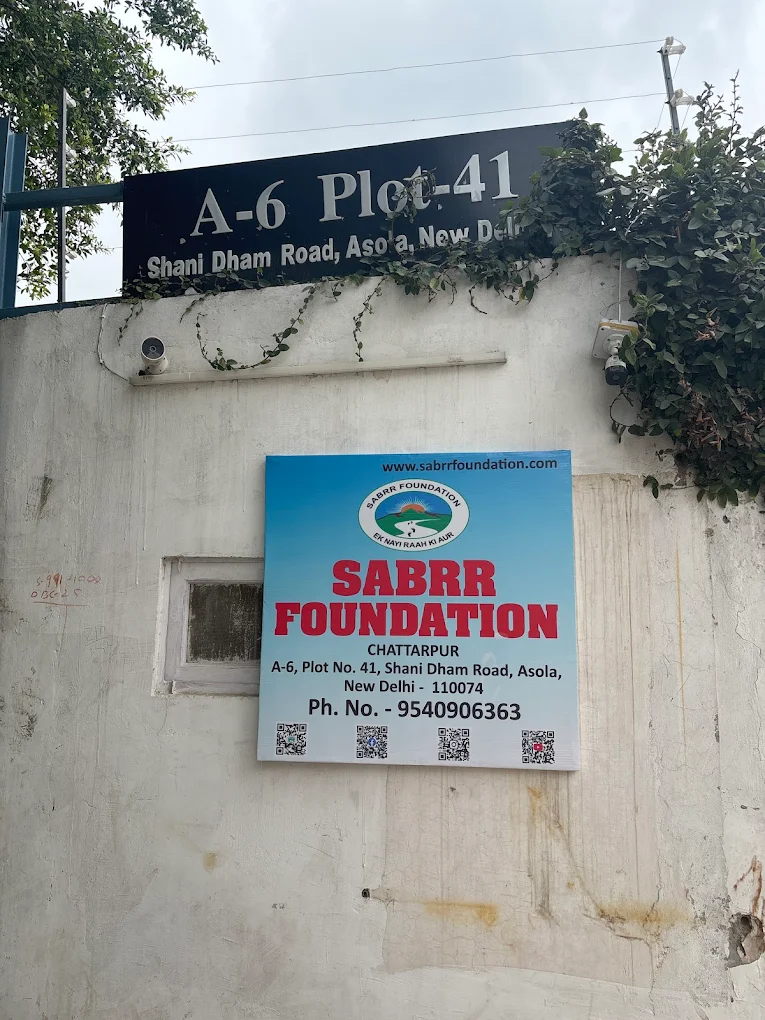 A-6 Plot-41
Shani Dham Road, Asola, New Delhi
www.sabrrfoundation.com
SABRR FOUNDATION
EK NAYI RAAH KI AUR
SABRR
FOUNDATION
CHATTARPUR
A-6, Plot No. 41, Shani Dham Road, Asola,
New Delhi - 110074
Ph. No. - 9540906363